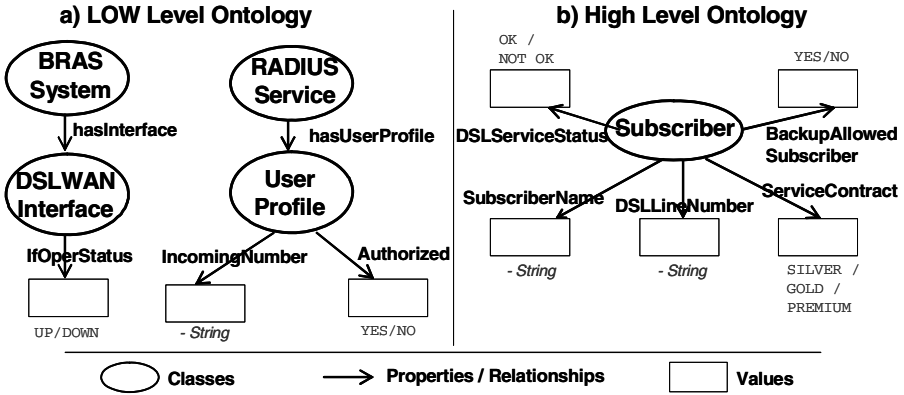 a) LOW Level Ontology
BRAS
System
hasInterface
DSLWAN
Interface
IfOperStatus
UP/DOWN
RADIUS
Service
hasUserProfile
User
Profile
IncomingNumber
- String
Authorized
YES/NO
b) High Level Ontology
OK /
NOT OK
DSLServiceStatus
Subscriber
YES/NO
BackupAllowed
Subscriber
SubscriberName
- String
DSLLineNumber
- String
ServiceContract
SILVER /
GOLD /
PREMIUM
Classes
Properties / Relationships
Values